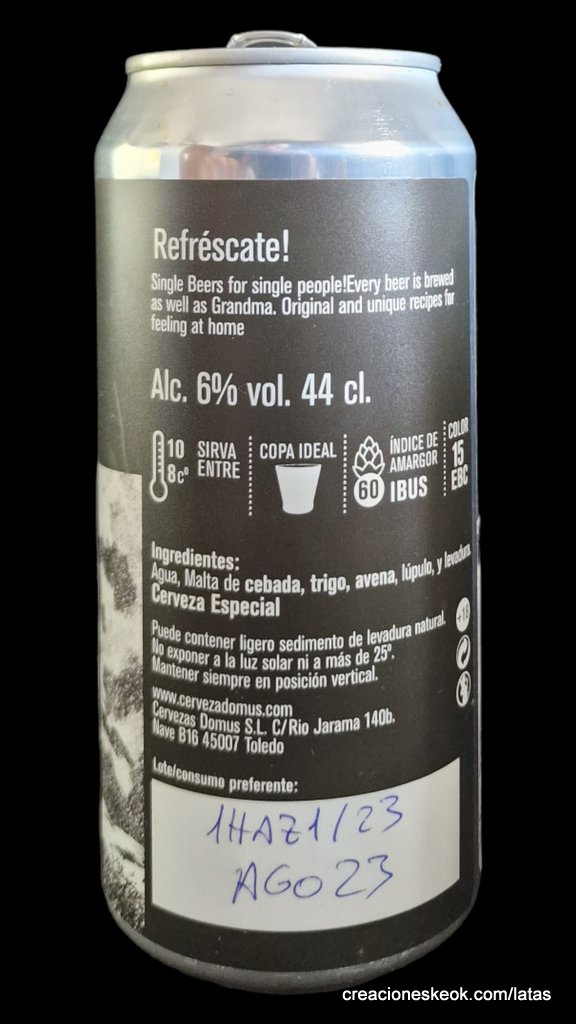 Refréscate!
Single Beers for single people!Every beer is brewed
as well as Grandma. Original and unique recipes for
feeling at home
Alc. 6% vol. 44 cl.
10
8cº
SIRVA
ENTRE
COPA IDEAL
60
ÍNDICE DE
AMARGOR
IBUS
COLOR
15
EBC
Ingredientes:
Agua, Malta de cebada, trigo, avena, lúpulo, y levadura.
Cerveza Especial
Puede contener ligero sedimento de levadura natural.
No exponer a la luz solar ni a más de 25º.
Mantener siempre en posición vertical.
+18
www.cervezadomus.com
Cervezas Domus S.L. C/Rio Jarama 140b.
Nave B16 45007 Toledo
Lote/consumo preferente:
1HAZ1/23
AGO23
creacioneskeok.com/latas